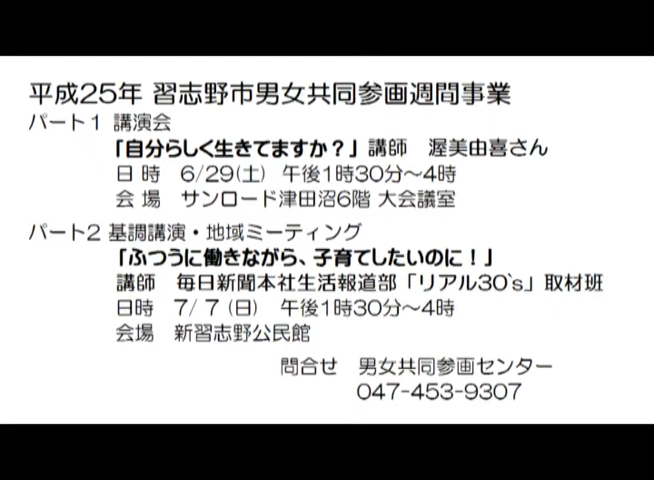 平成25年 習志野市男女共同参画週間事業
パート1 講演会
「自分らしく生きてますか？」講師 渥美由喜さん
日 時 6/29(土) 午後1時30分～4時
会 場 サンロード津田沼6階 大会議室
パート2 基調講演・地域ミーティング
「ふつうに働きながら、子育てしたいのに！」
講師 毎日新聞本社生活報道部「リアル30`s」取材班
日時 7/ 7 (日) 午後1時30分～4時
会場 新習志野公民館
問合せ 男女共同参画センター
047-453-9307